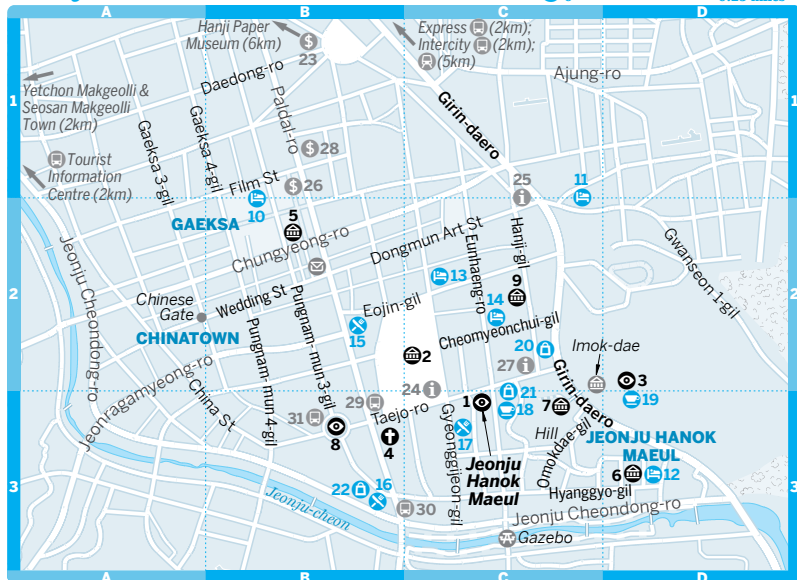 A
B
C
D
Hanji Paper
Museum (6km)
23
Express (2km);
Intercity (2km);
(5km)
Ajung-ro
1
1
Yetchon Makgeolli &
Seosan Makgeolli
Town (2km)
Daedong-ro
Paldal-ro
Girin-daero
Gaeksa 3-gil
Gaeksa 4-gil
28
Tourist
Information
Centre (2km)
Film St
26
10
25
11
GAEKSA
5
Chungyeong-ro
Dongmun Art St
Eunhaeng-ro
Hanji-gil
Gwanseon 1-gil
Jeonju Cheondong-ro
13
9
2
2
Chinese
Gate
Wedding St
Eojin-gil
14
CHINATOWN
Pungnam- mun 3-gil
15
Cheomyeonchui-gil
20
Imok-dae
2
27
Girin-daero
Jeonragamyeong-ro
China St
Pungnam- mun 4-gil
24
3
19
31
29
Taejo-ro
1
21
18
7
8
4
Gyeonggijeon-gil
17
Hill
Omokdae-gil
JEONJU HANOK
MAEUL
Jeonju
Hanok
Maeul
3
3
22
16
6
12
Hyanggyo-gil
Jeonju-cheon
30
Jeonju Cheondong-ro
Gazebo
A
B
C
D